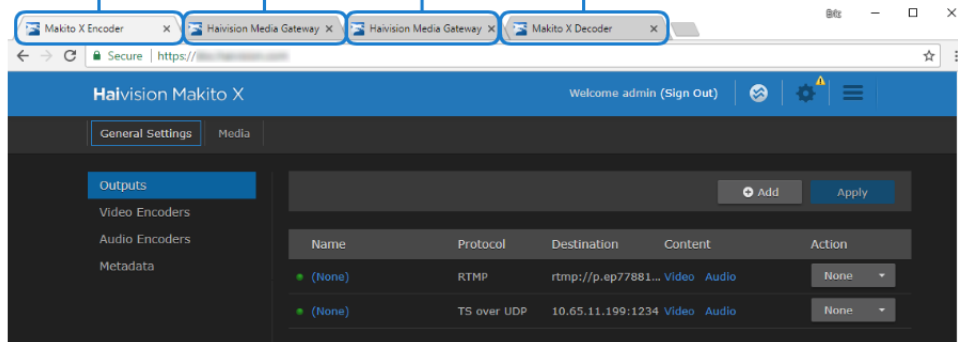 Makito X Encoder
Haivision Media Gateway
Haivision Media Gateway
Makito X Decoder
Secure
https://
Haivision Makito X
Welcome admin (Sign Out)
General Settings
Media
Outputs
Add
Apply
Video Encoders
Audio Encoders
Metadata
Name Protocol Destination Content Action
(None) RTMP rtmp://p.ep77881... Video Audio None
(None) TS over UDP 10.65.11.199:1234 Video Audio None